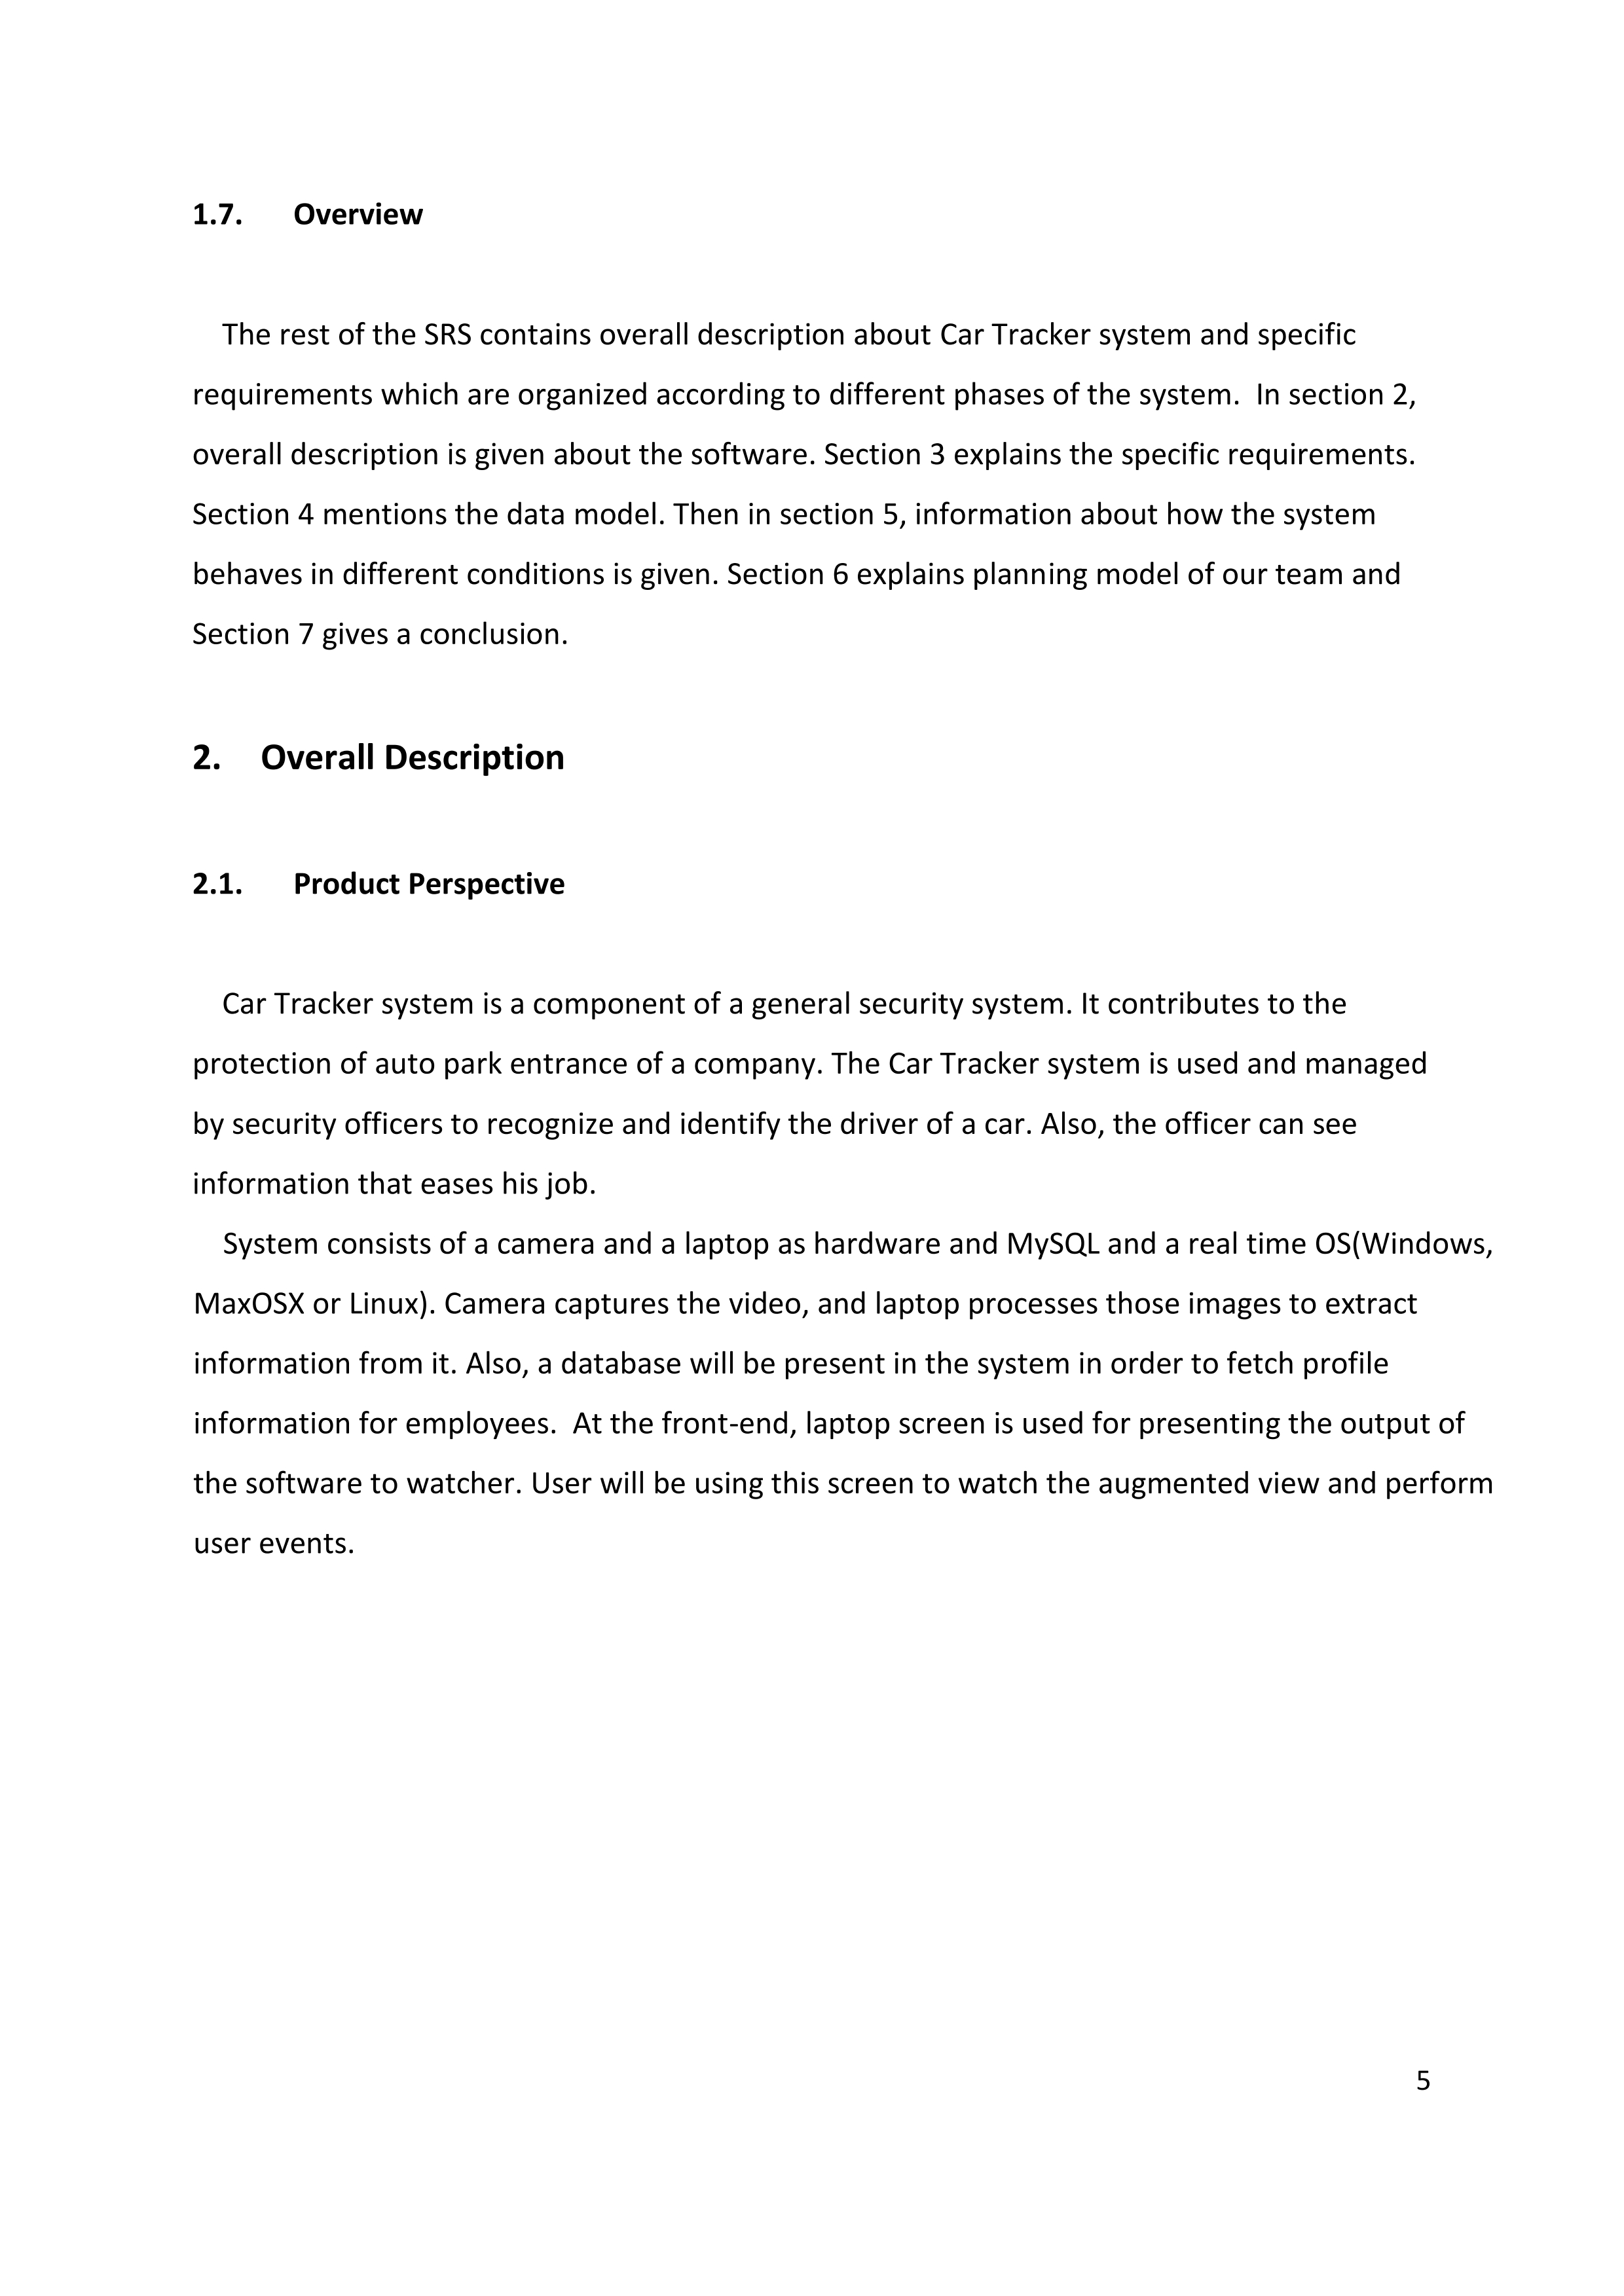 1.7. Overview
The rest of the SRS contains overall description about Car Tracker system and specific
requirements which are organized according to different phases of the system.  In section 2,
overall description is given about the software. Section 3 explains the specific requirements.
Section 4 mentions the data model. Then in section 5, information about how the system
behaves in different conditions is given. Section 6 explains planning model of our team and
Section 7 gives a conclusion.
2. Overall Description
2.1. Product Perspective
Car Tracker system is a component of a general security system. It contributes to the
protection of auto park entrance of a company. The Car Tracker system is used and managed
by security officers to recognize and identify the driver of a car. Also, the officer can see
information that eases his job.
System consists of a camera and a laptop as hardware and MySQL and a real time OS(Windows,
MaxOSX or Linux). Camera captures the video, and laptop processes those images to extract
information from it. Also, a database will be present in the system in order to fetch profile
information for employees.  At the front-end, laptop screen is used for presenting the output of
the software to watcher. User will be using this screen to watch the augmented view and perform
user events.
5